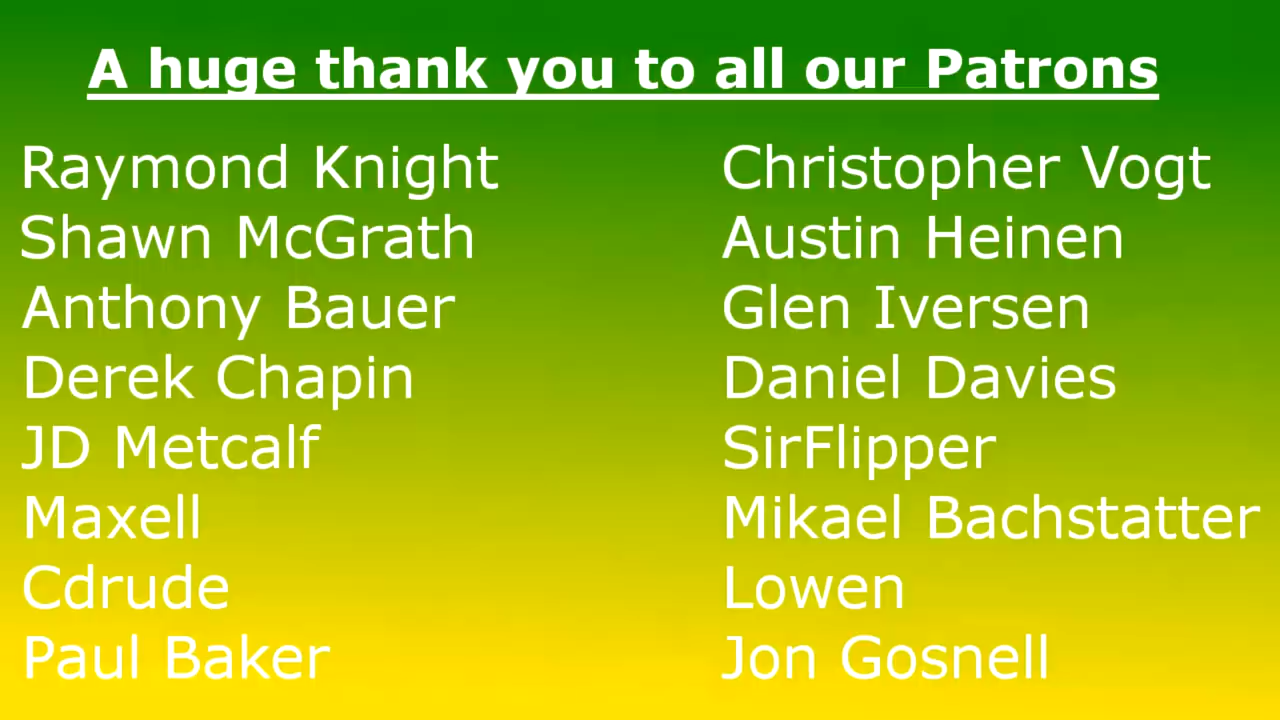 A huge thank you to all our Patrons
Raymond Knight
Shawn McGrath
Anthony Bauer
Derek Chapin
JD Metcalf
Maxell
Cdrude
Paul Baker
Christopher Vogt
Austin Heinen
Glen Iversen
Daniel Davies
SirFlipper
Mikael Bachstatter
Lowen
Jon Gosnell